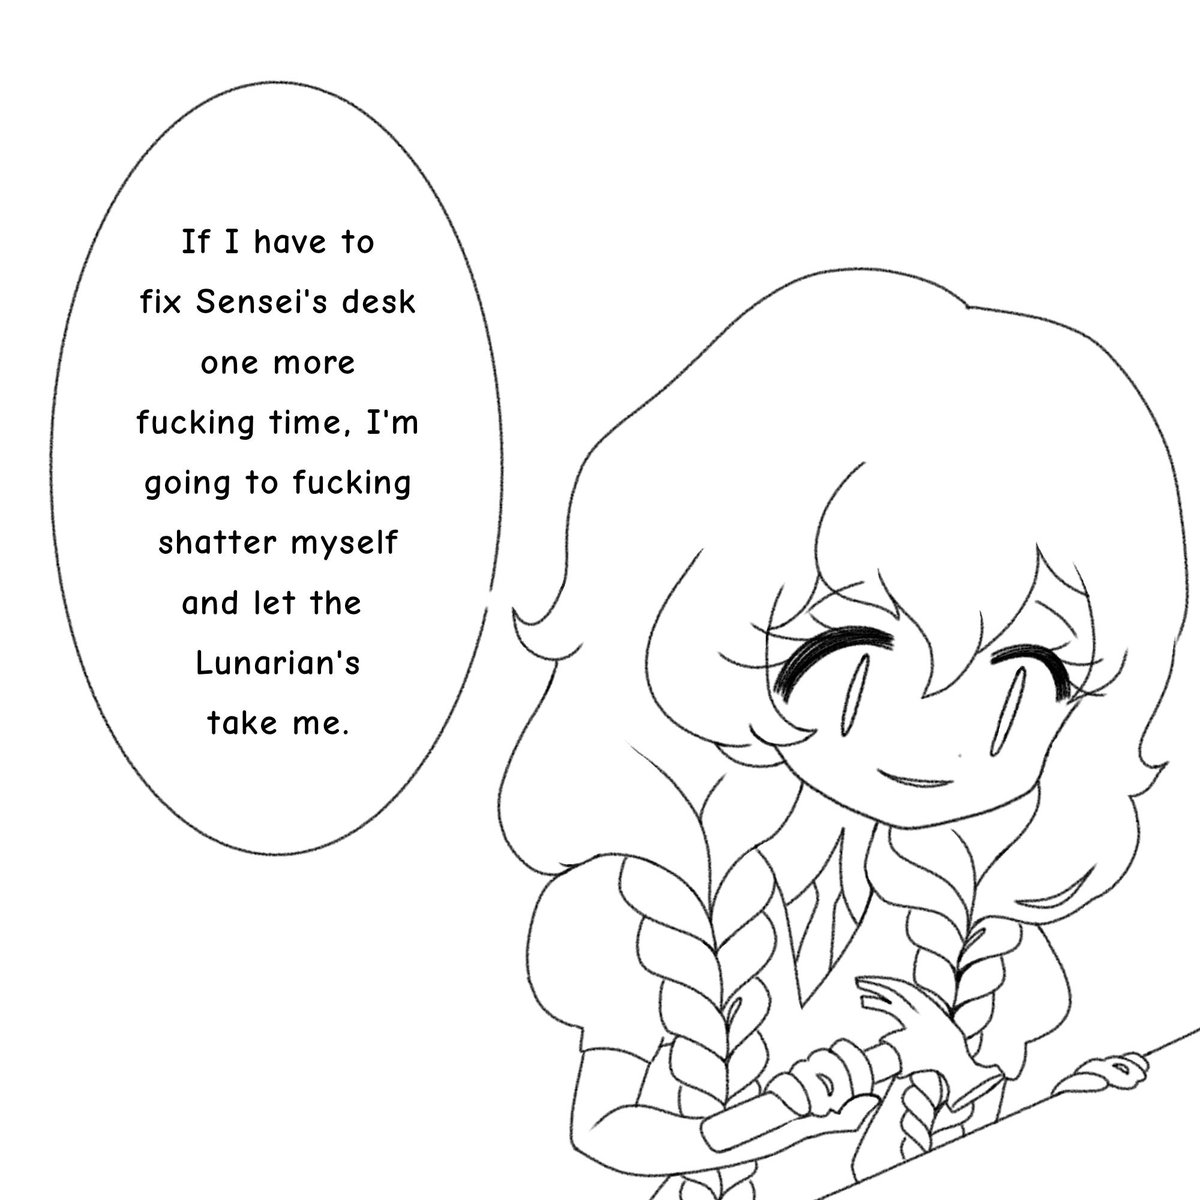 If I have to
fix Sensei's desk
one more
fucking time, I'm
going to fucking
shatter myself
and let the
Lunarian's
take me.